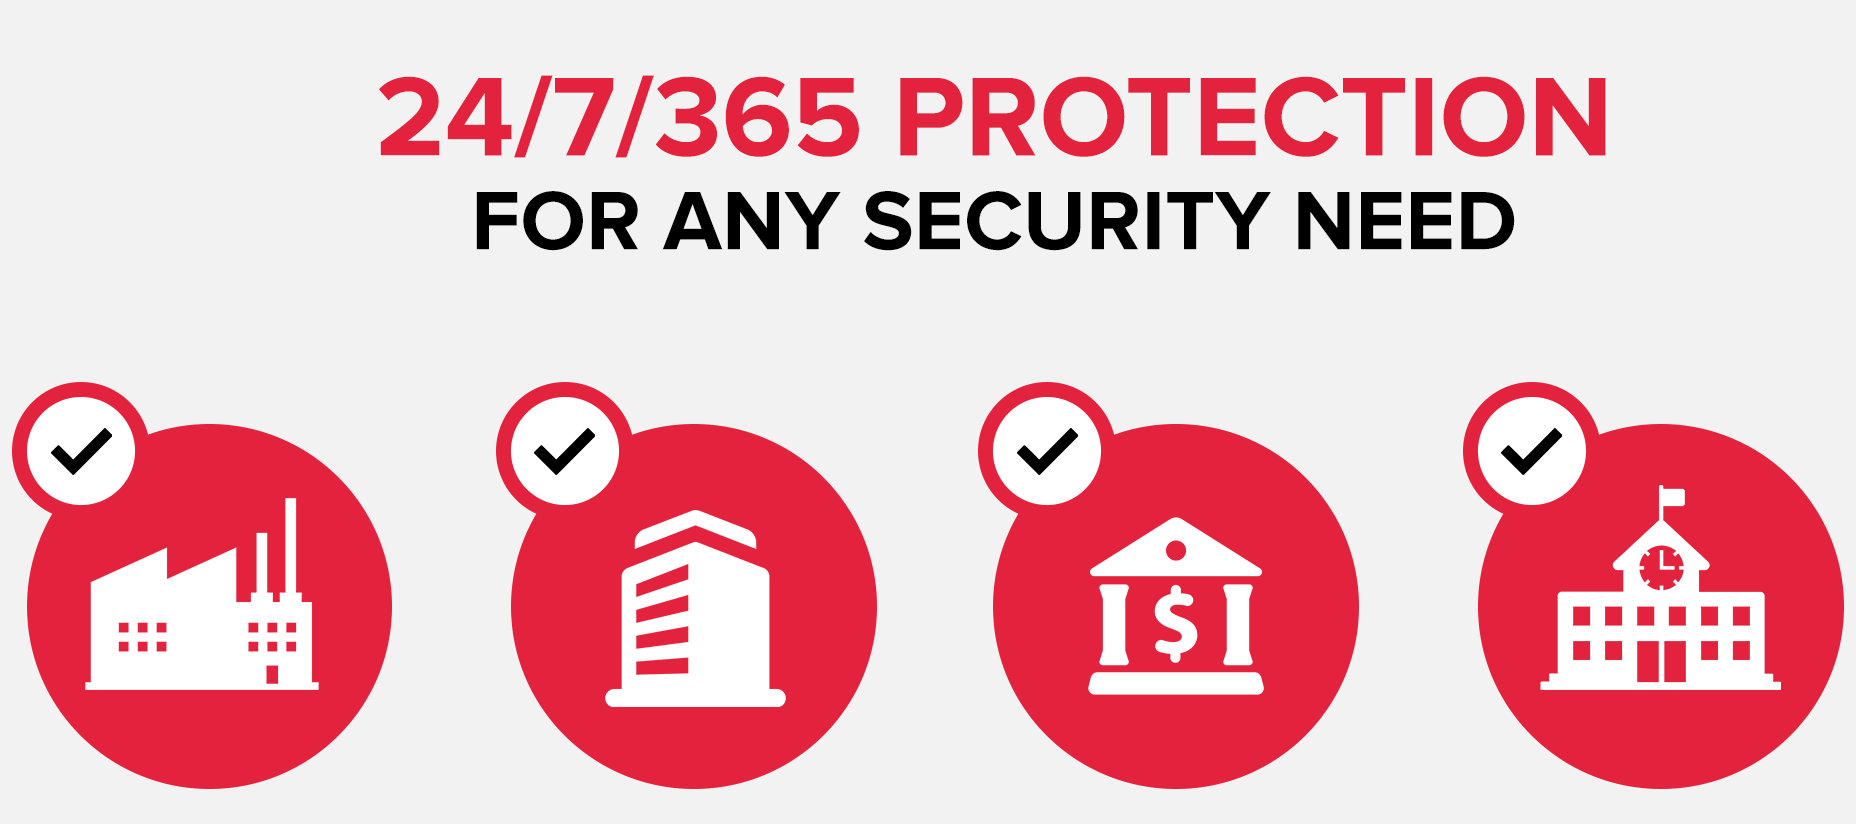 24/7/365 PROTECTION
FOR ANY SECURITY NEED
$